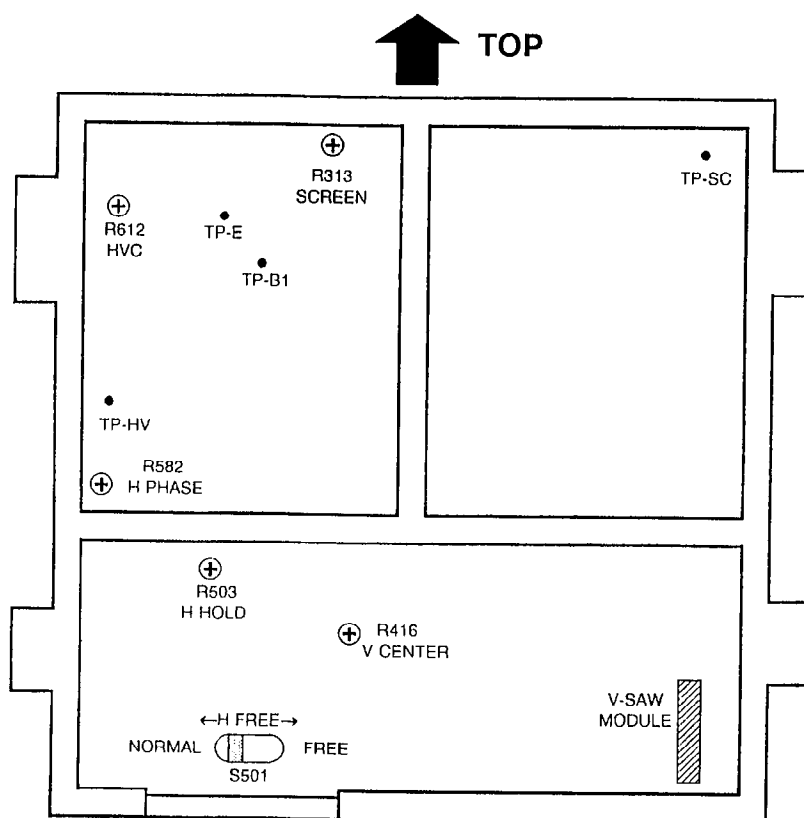 TOP
R313
SCREEN
TP-SC
R612
HVC
TP-E
TP-B1
TP-HV
R582
H PHASE
R503
H HOLD
R416
V CENTER
V-SAW
MODULE
←H FREE→
NORMAL FREE
S501